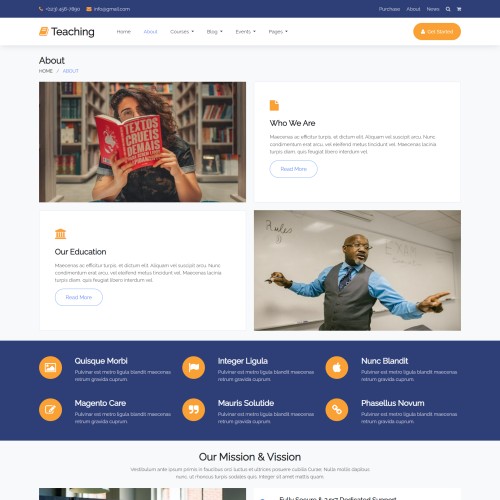 +(123) 456-7890 info@gmail.com Purchase About News
Teaching Home About Courses Blog Events Pages Get Started
About
HOME / ABOUT
TEXTOS
CRUÉIS
DEMAIS
Who We Are
Maecenas ac efficitur turpis, et dictum elit. Aliquam vel suscipit arcu. Nunc
condimentum erat arcu, vel eleifend metus tincidunt vel. Maecenas lacinia
turpis diam, quis feugiat libero interdum vel.
Read More
Our Education
Maecenas ac efficitur turpis, et dictum elit. Aliquam vel suscipit arcu. Nunc
condimentum erat arcu, vel eleifend metus tincidunt vel. Maecenas lacinia
turpis diam, quis feugiat libero interdum vel.
Read More
Rules
EXAM
Quisque Morbi
Pulvinar est metro ligula blandit maecenas
retrum gravida cuprum.
Integer Ligula
Pulvinar est metro ligula blandit maecenas
retrum gravida cuprum.
Nunc Blandit
Pulvinar est metro ligula blandit maecenas
retrum gravida cuprum.
Magento Care
Pulvinar est metro ligula blandit maecenas
retrum gravida cuprum.
Mauris Solutide
Pulvinar est metro ligula blandit maecenas
retrum gravida cuprum.
Phasellus Novum
Pulvinar est metro ligula blandit maecenas
retrum gravida cuprum.
Our Mission & Vission
Vestibulum ante ipsum primis in faucibus orci luctus et ultrices posuere cubilia Curae; Nulla mollis dapibus
nunc, ut rhoncus turpis sodales quis. Integer sit amet mattis quam.
Fully Secure & 24x7 Dedicated Support